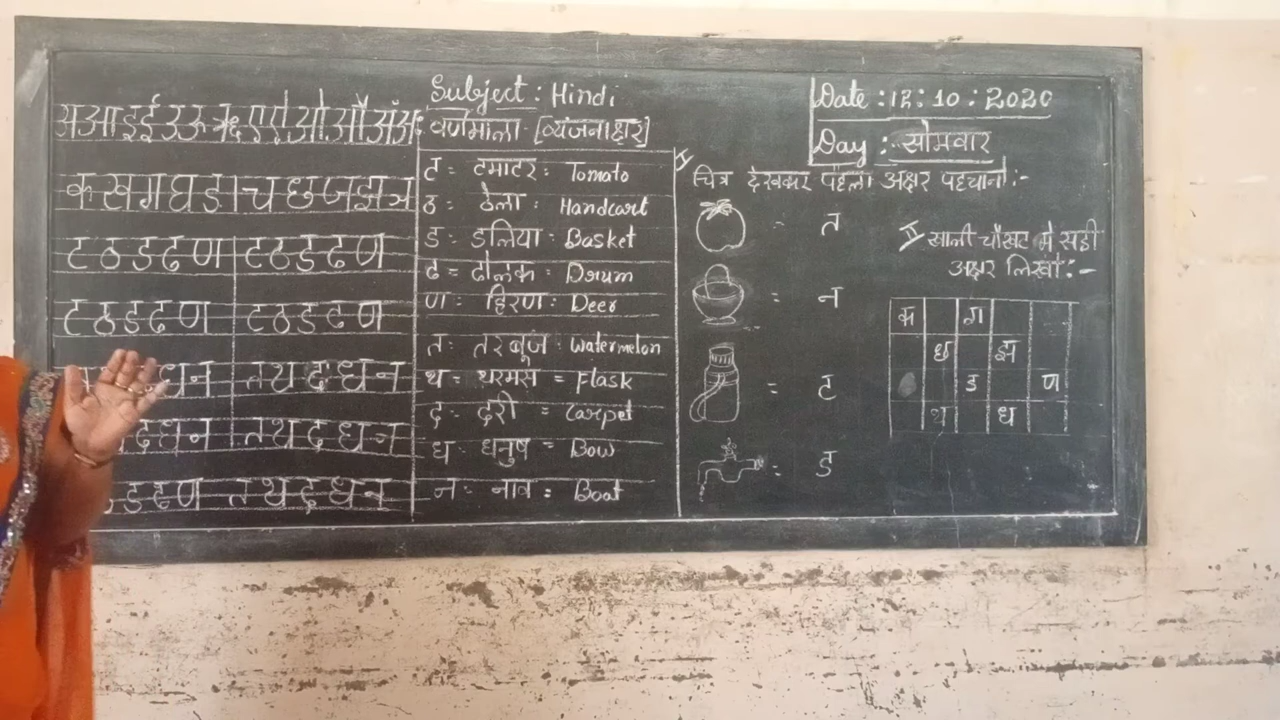 Subject : Hindi
वर्णमाला - [व्यंजनाक्षर]
Date : 12 : 10 : 2020
Day : सोमवार
अ आ इ ई उ ऊ ऋ ए ऐ ओ औ अं अः
क ख ग घ ङ च छ ज झ ञ
ट ठ ड ढ ण ट ठ ड ढ ण
ट ठ ड ढ ण ट ठ ड ढ ण
ध न त थ द ध न
द ध न त थ द ध न
ड ढ ण त थ द ध न
ट = टमाटर : Tomato
ठ = ठेला : Handcart
ड = डलिया : Basket
ढ = ढोलक : Drum
ण = हिरण : Deer
त = तरबूज : Watermelon
थ = थरमस = Flask
द = दरी = Carpet
ध = धनुष = Bow
न = नाव = Boat
I चित्र देखकर पहला अक्षर पहचानो :-
= त
= न
= ट
= ड
II खाली चौखट मे सही
अक्षर लिखो :-
क ग
छ झ
ड ण
थ ध